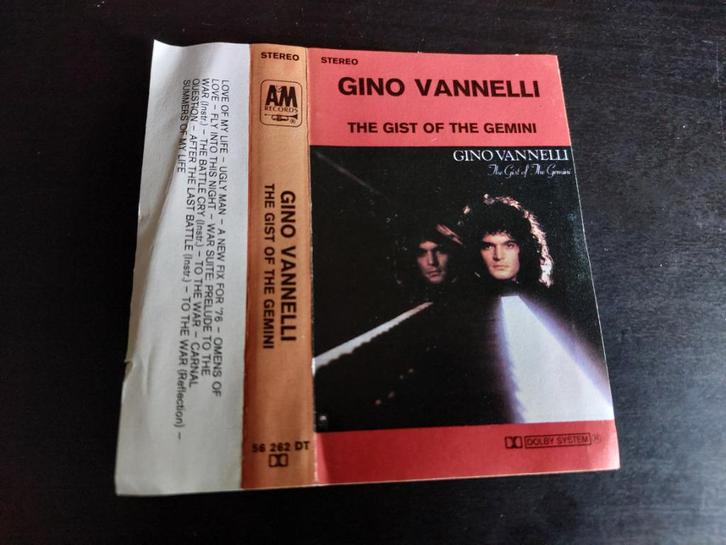 LOVE OF MY LIFE – UGLY MAN – A NEW FIX FOR '76 – OMENS OF
LOVE – FLY INTO THIS NIGHT – WAR SUITE: PRELUDE TO THE
WAR (Instr.) – THE BATTLE CRY (Instr.) – TO THE WAR – CARNAL
QUESTION – AFTER THE LAST BATTLE (Instr.) – TO THE WAR (Reflection) –
SUMMERS OF MY LIFE
STEREO
A&M
RECORDS
GINO VANNELLI
THE GIST OF THE GEMINI
56 262 DT
STEREO
GINO VANNELLI
THE GIST OF THE GEMINI
GINO VANNELLI
The Gist of The Gemini
DOLBY SYSTEM ®